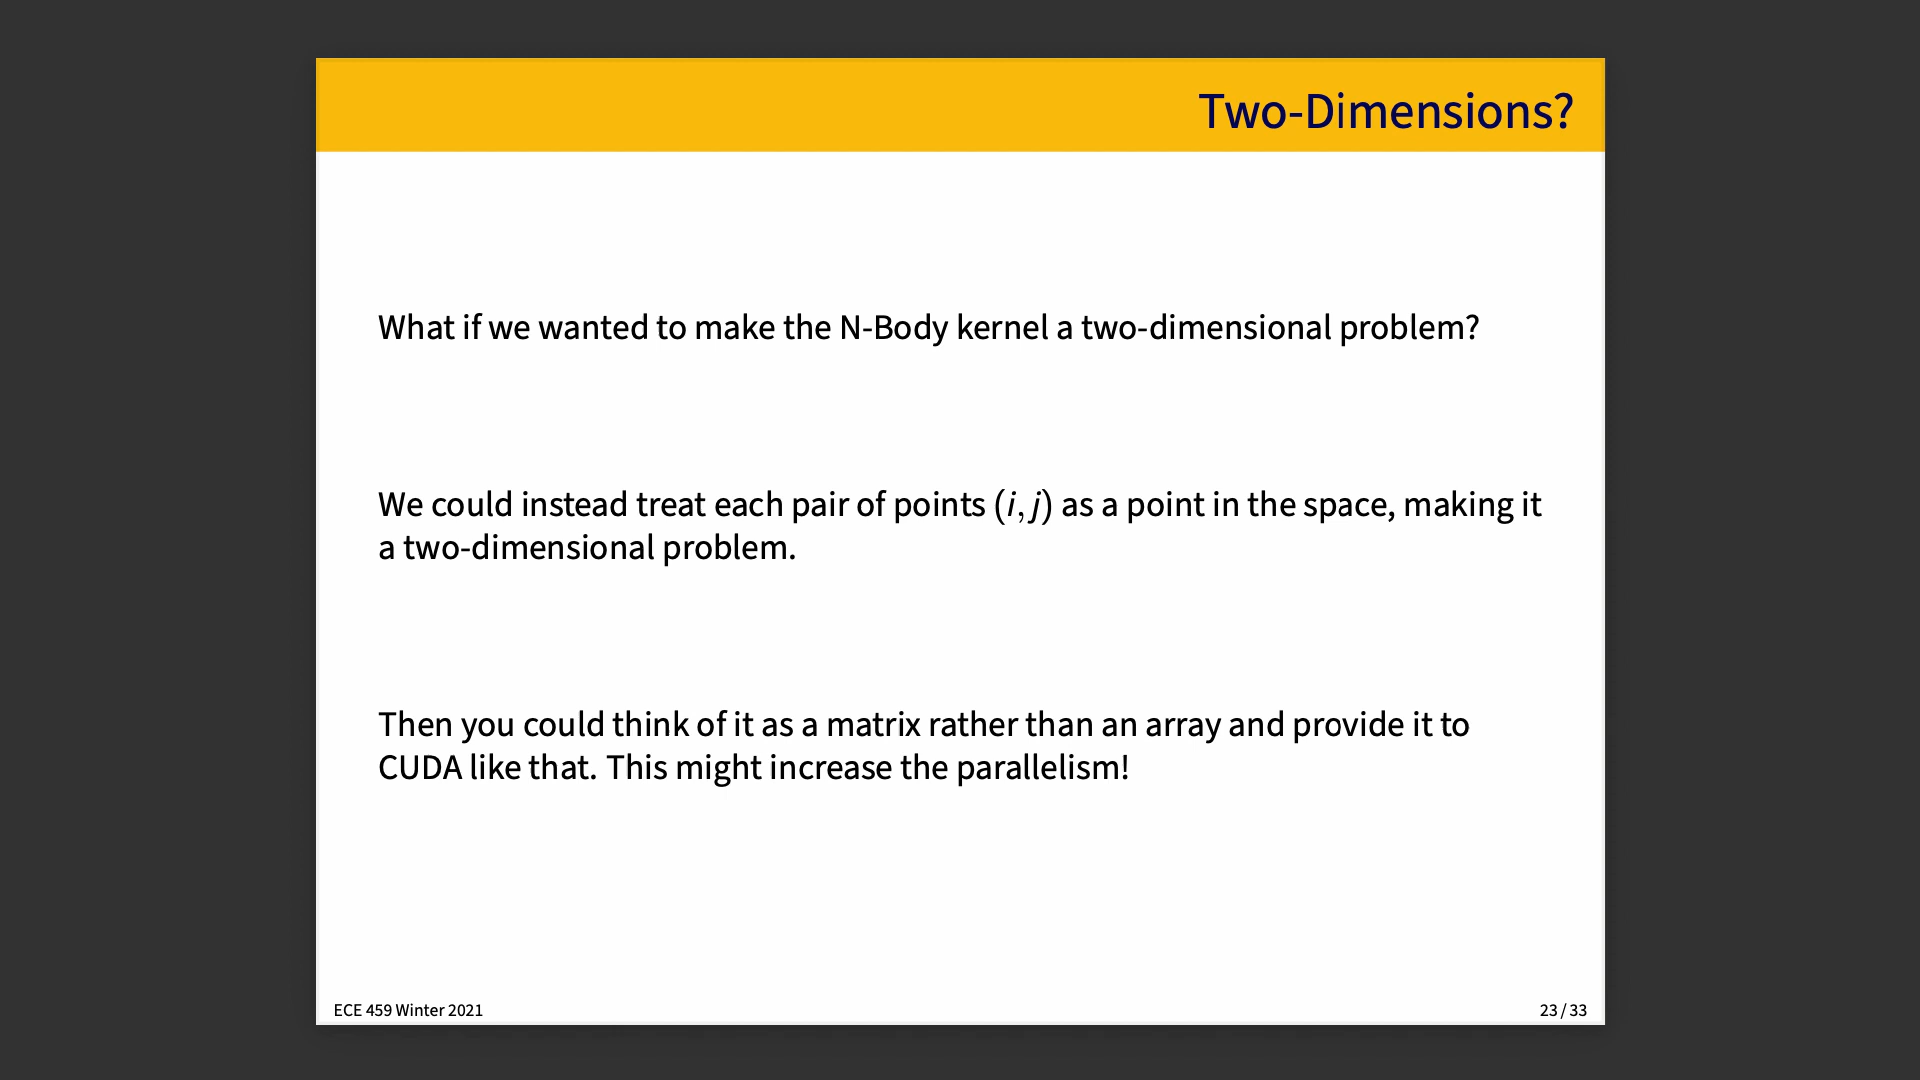 Two-Dimensions?
What if we wanted to make the N-Body kernel a two-dimensional problem?
We could instead treat each pair of points (i, j) as a point in the space, making it
a two-dimensional problem.
Then you could think of it as a matrix rather than an array and provide it to
CUDA like that. This might increase the parallelism!
ECE 459 Winter 2021
23 / 33